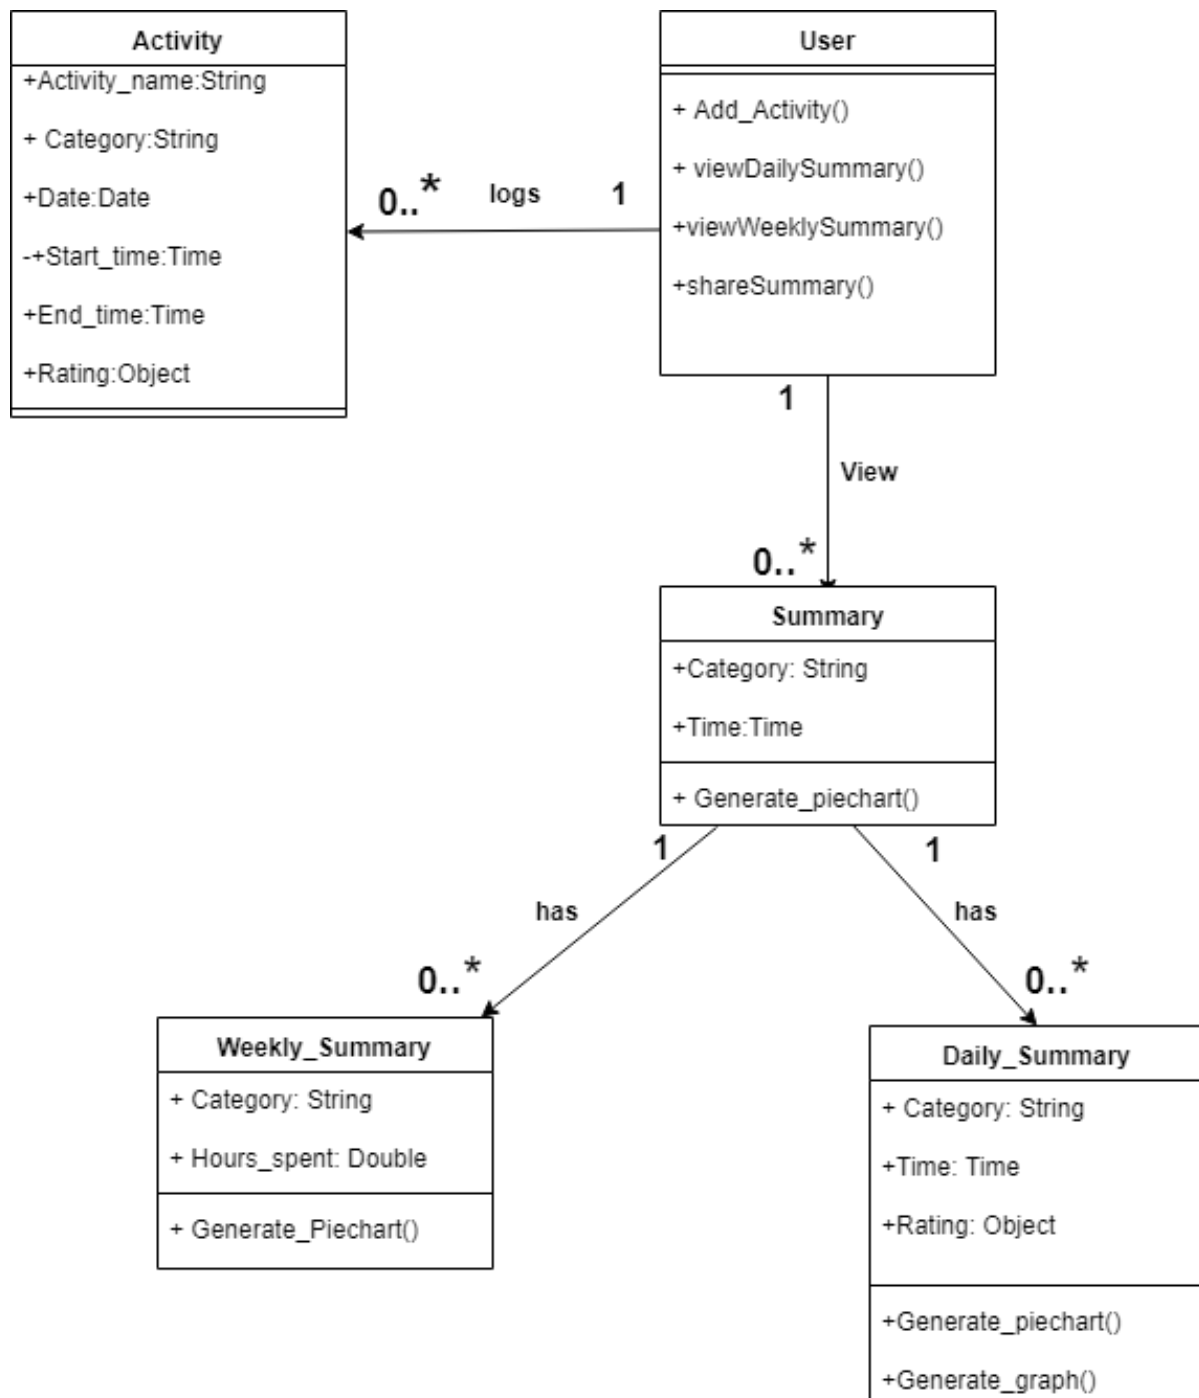 Activity
+Activity_name:String
+ Category:String
+Date:Date
-+Start_time:Time
+End_time:Time
+Rating:Object
0..*
logs
1
User
+ Add_Activity()
+ viewDailySummary()
+viewWeeklySummary()
+shareSummary()
1
View
0..*
Summary
+Category: String
+Time:Time
+ Generate_piechart()
1
has
0..*
1
has
0..*
Weekly_Summary
+ Category: String
+ Hours_spent: Double
+ Generate_Piechart()
Daily_Summary
+ Category: String
+Time: Time
+Rating: Object
+Generate_piechart()
+Generate_graph()